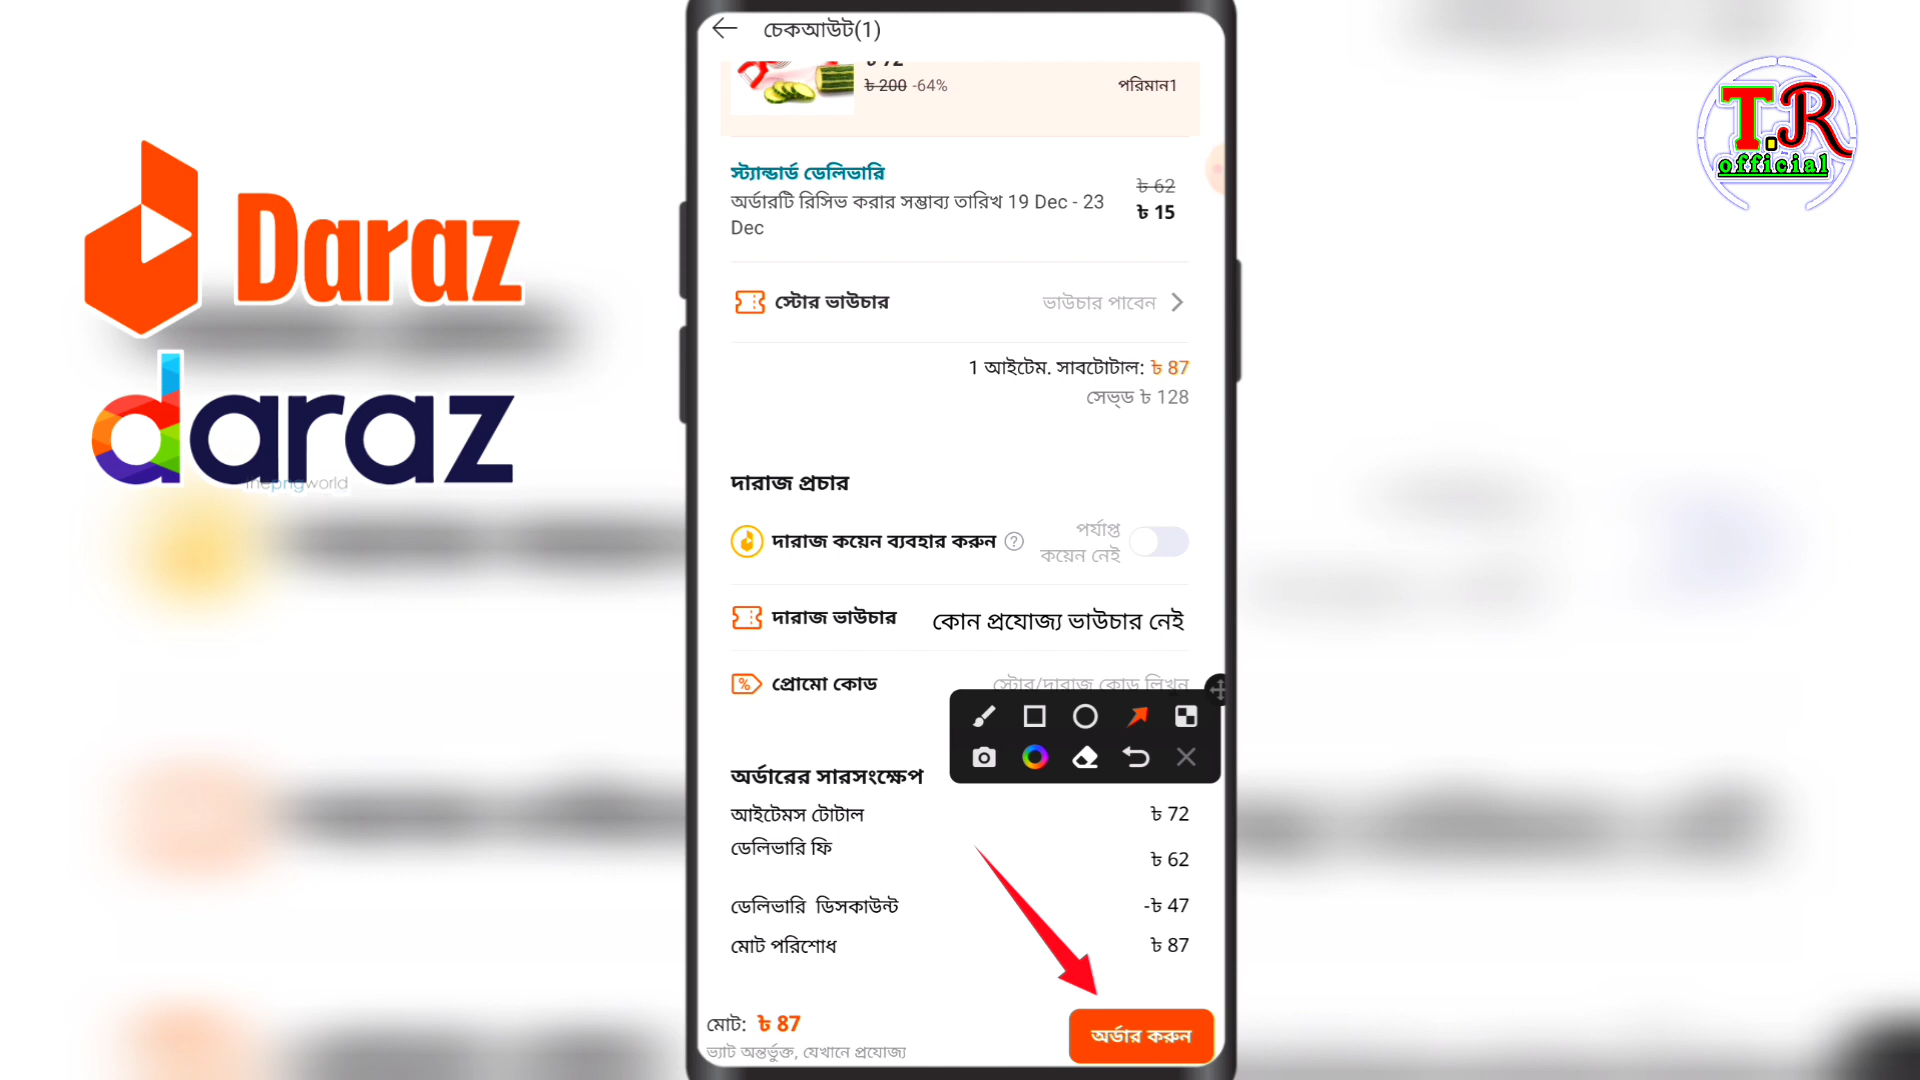 চেকআউট(1)
৳ 72
৳ 200 -64%
পরিমান1
T.R
official
Daraz
daraz
thepngworld
স্ট্যান্ডার্ড ডেলিভারি
৳ 62
অর্ডারটি রিসিভ করার সম্ভাব্য তারিখ 19 Dec - 23
Dec
৳ 15
স্টোর ভাউচার
ভাউচার পাবেন
1 আইটেম. সাবটোটাল: ৳ 87
সেভ্ড ৳ 128
দারাজ প্রচার
দারাজ কয়েন ব্যবহার করুন ?
পর্যাপ্ত
কয়েন নেই
দারাজ ভাউচার
কোন প্রযোজ্য ভাউচার নেই
প্রোমো কোড
স্টোর/দারাজ কোড লিখুন
অর্ডারের সারসংক্ষেপ
আইটেমস টোটাল
৳ 72
ডেলিভারি ফি
৳ 62
ডেলিভারি ডিসকাউন্ট
-৳ 47
মোট পরিশোধ
৳ 87
মোট: ৳ 87
ভ্যাট অন্তর্ভুক্ত, যেখানে প্রযোজ্য
অর্ডার করুন